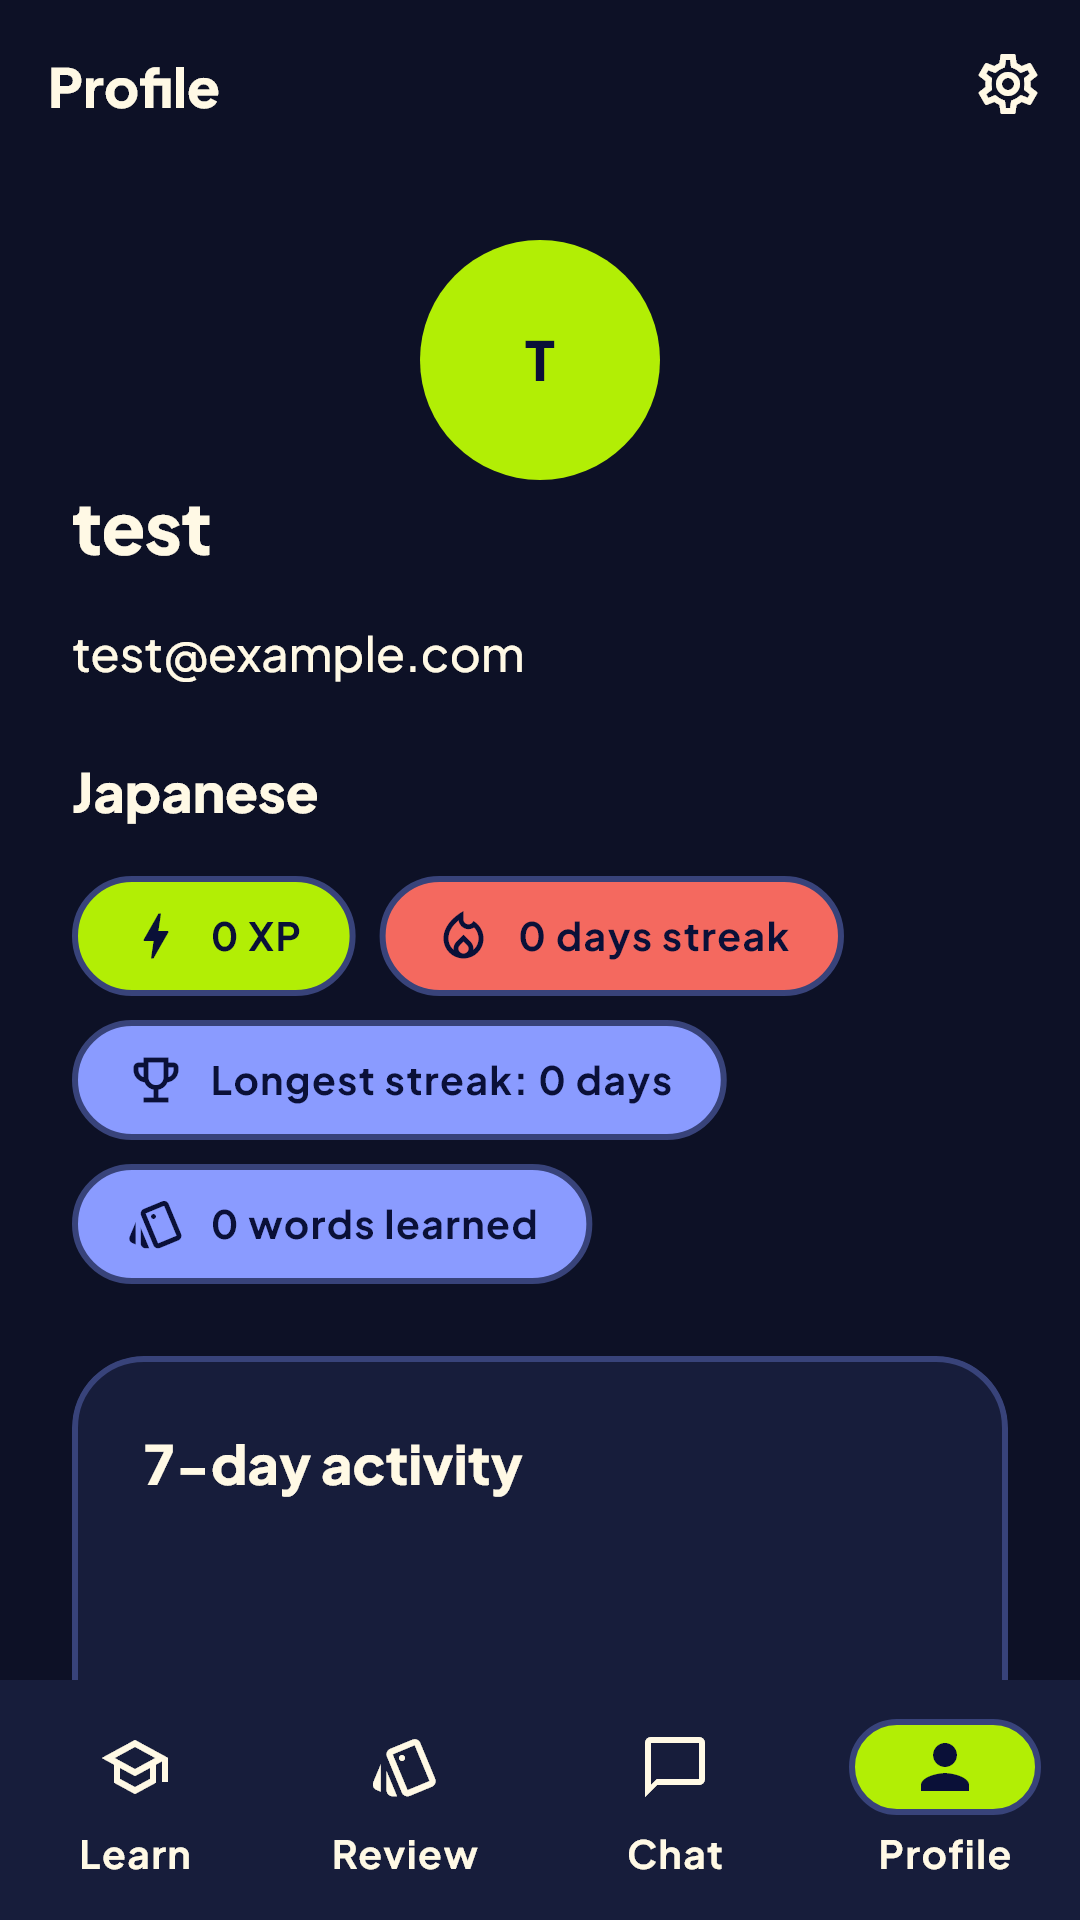 Profile
T
test
test@example.com
Japanese
0 XP
0 days streak
Longest streak: 0 days
0 words learned
7-day activity
Learn
Review
Chat
Profile